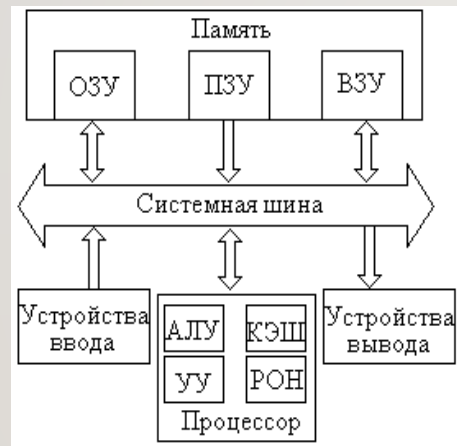 Память
ОЗУ ПЗУ ВЗУ
Системная шина
Устройства ввода
АЛУ КЭШ
УУ РОН
Процессор
Устройства вывода